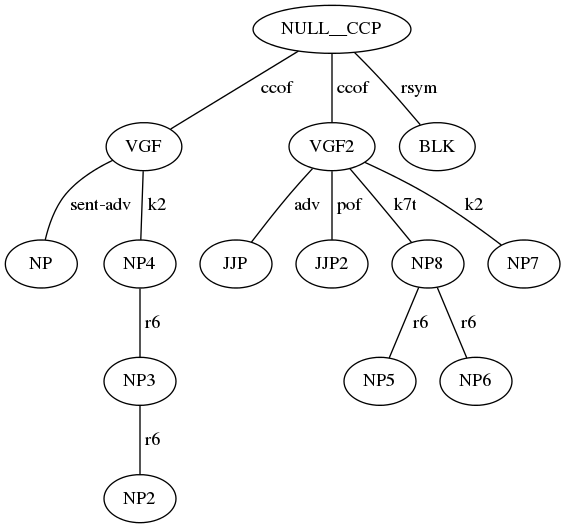 NULL__CCP
ccof ccof rsym
VGF VGF2 BLK
sent-adv k2 adv pof k7t k2
NP NP4 JJP JJP2 NP8 NP7
r6 r6 r6
NP3 NP5 NP6
r6
NP2